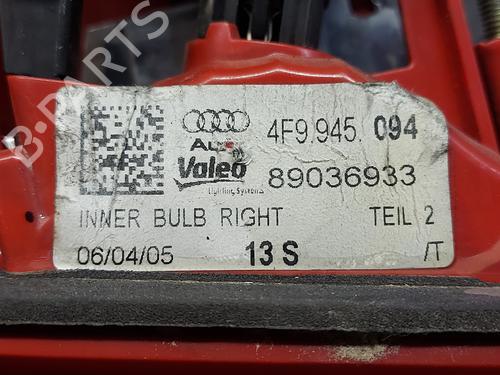 B-PARTS
4F9.945. 094
Valeo
Lighting Systems
89036933
INNER BULB RIGHT TEIL 2
06/04/05 13 S /T